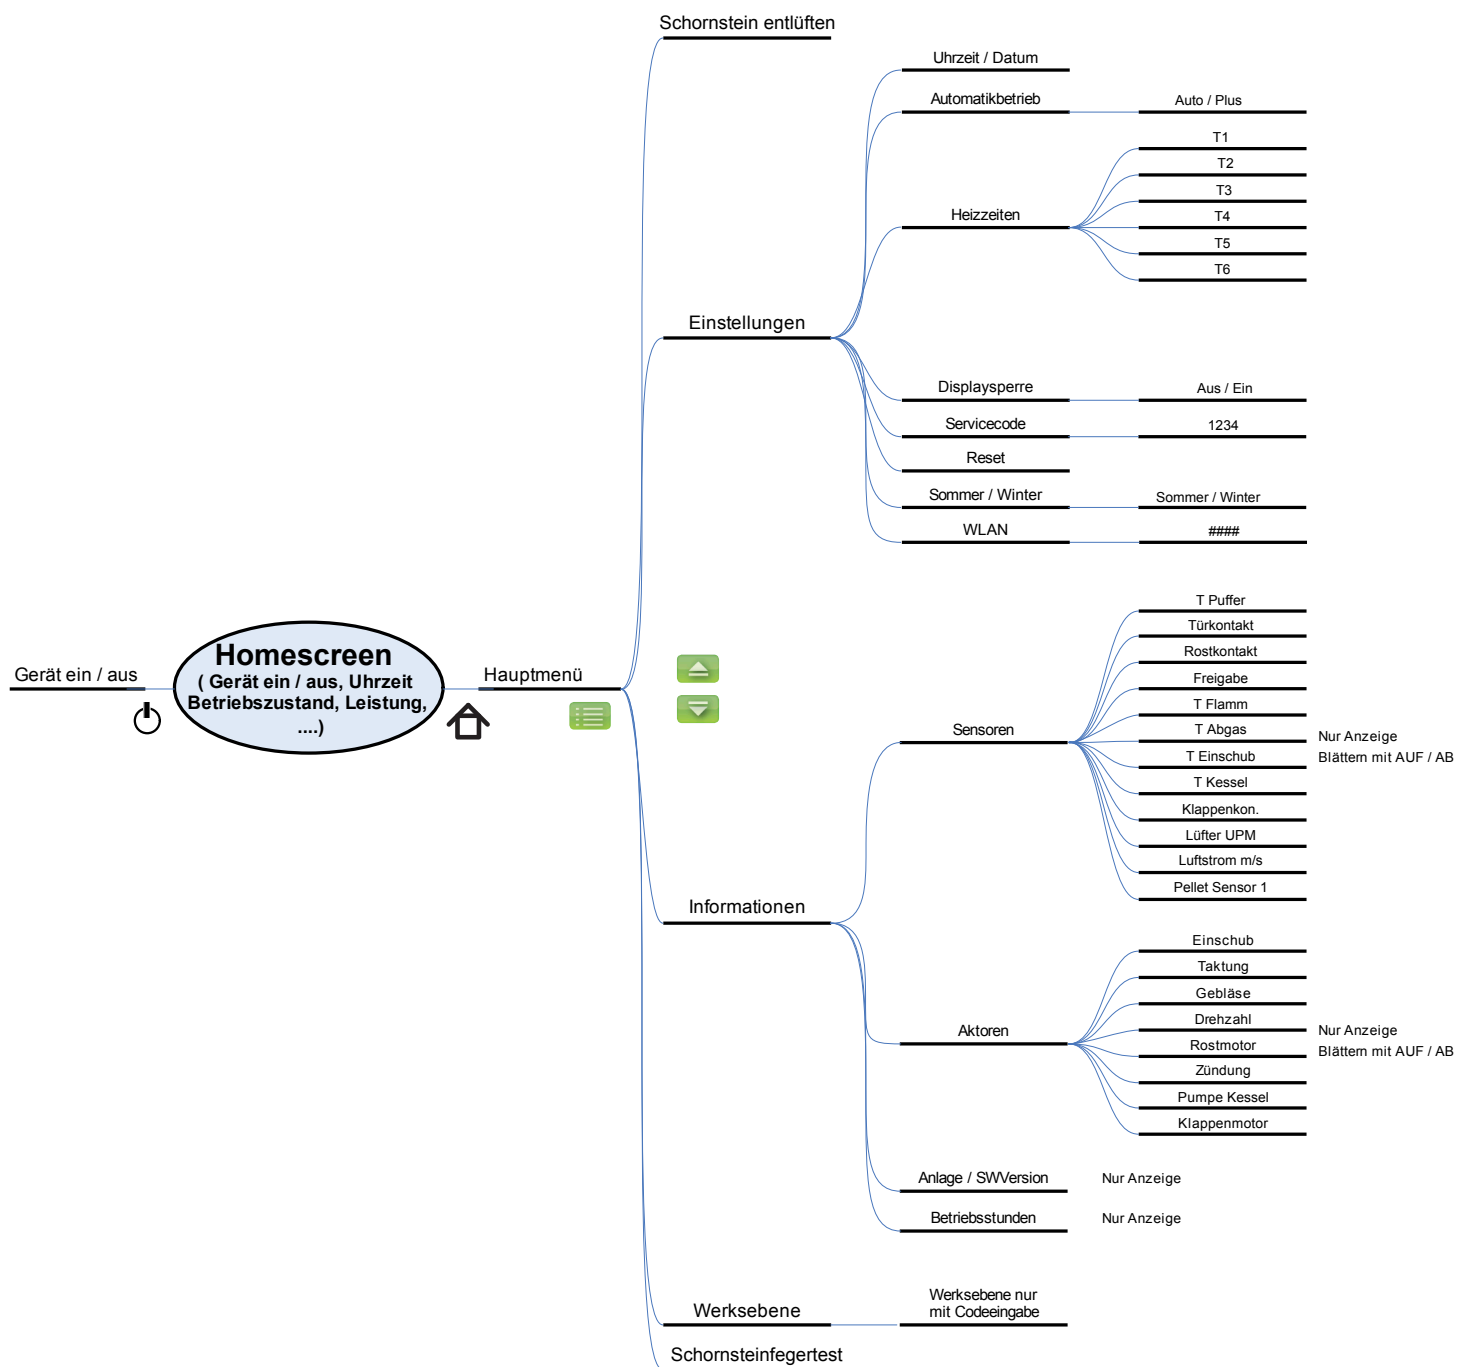 Schornstein entlüften
Uhrzeit / Datum
Automatikbetrieb
Auto / Plus
T1
T2
T3
Heizzeiten
T4
T5
T6
Einstellungen
Displaysperre
Aus / Ein
Servicecode
1234
Reset
Sommer / Winter
Sommer / Winter
WLAN
####
Gerät ein / aus
Homescreen
( Gerät ein / aus, Uhrzeit
Betriebszustand, Leistung,
....)
Hauptmenü
T Puffer
Türkontakt
Rostkontakt
Freigabe
T Flamm
Sensoren
T Abgas
T Einschub
Nur Anzeige
Blättern mit AUF / AB
T Kessel
Klappenkon.
Lüfter UPM
Luftstrom m/s
Pellet Sensor 1
Informationen
Einschub
Taktung
Gebläse
Drehzahl
Aktoren
Rostmotor
Nur Anzeige
Blättern mit AUF / AB
Zündung
Pumpe Kessel
Klappenmotor
Anlage / SWVersion
Nur Anzeige
Betriebsstunden
Nur Anzeige
Werksebene
Werksebene nur
mit Codeeingabe
Schornsteinfegertest